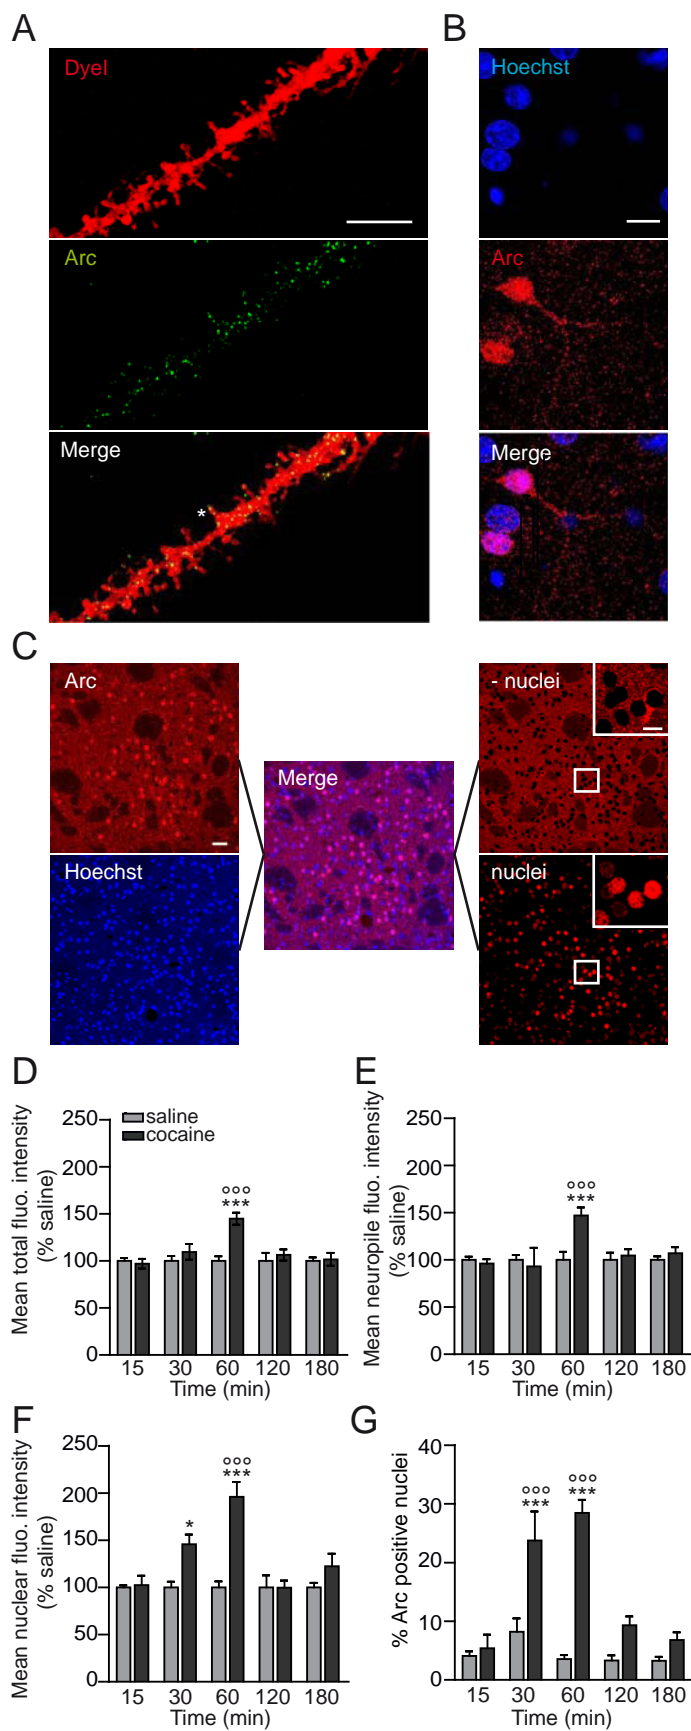 A
DyeI
Arc
Merge
*
B
Hoechst
Arc
Merge
C
Arc
Hoechst
Merge
- nuclei
nuclei
D
Mean total fluo. intensity
(% saline)
250
200
150
100
50
0
saline
cocaine
°°°
***
15 30 60 120 180
Time (min)
E
Mean neuropile fluo. intensity
(% saline)
250
200
150
100
50
0
°°°
***
15 30 60 120 180
Time (min)
F
Mean nuclear fluo. intensity
(% saline)
250
200
150
100
50
0
*
°°°
***
15 30 60 120 180
Time (min)
G
% Arc positive nuclei
40
30
20
10
0
°°°
***
°°°
***
15 30 60 120 180
Time (min)